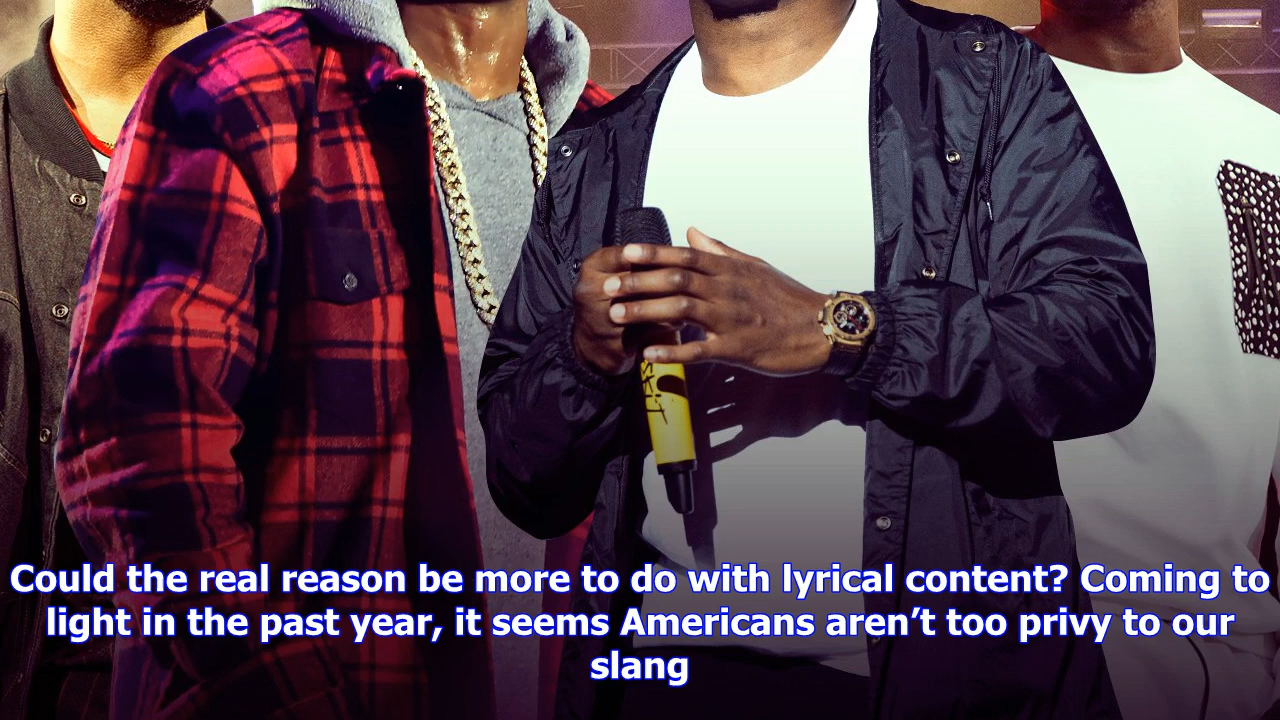 Could the real reason be more to do with lyrical content? Coming to
light in the past year, it seems Americans aren’t too privy to our
slang